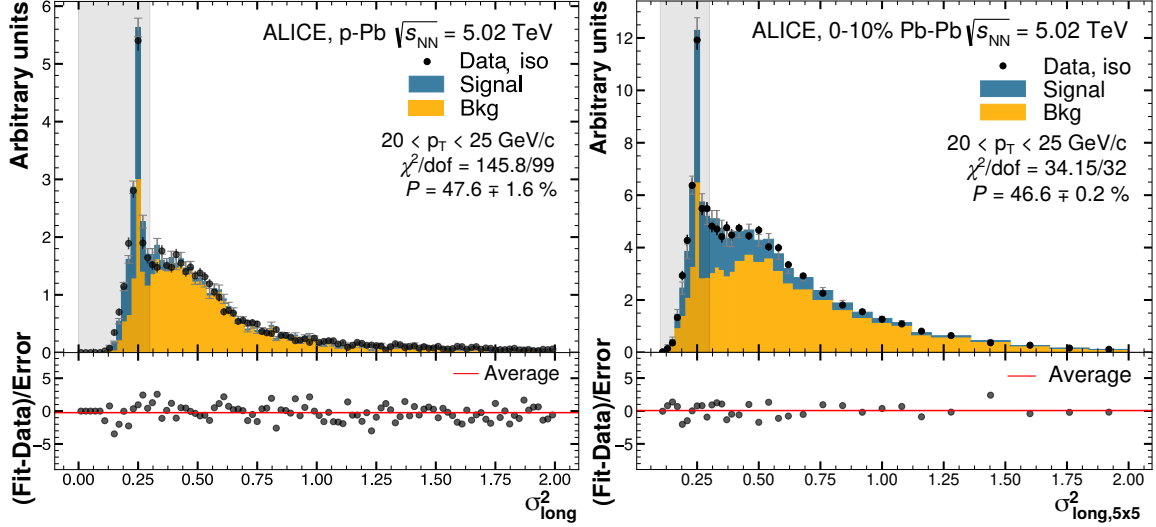 Arbitrary units
6
5
4
3
2
1
0
ALICE, p-Pb √sNN = 5.02 TeV
Data, iso
Signal
Bkg
20 < pT < 25 GeV/c
χ²/dof = 145.8/99
P = 47.6 ∓ 1.6 %
(Fit-Data)/Error
5
0
−5
Average
0.00 0.25 0.50 0.75 1.00 1.25 1.50 1.75 2.00
σ²long
Arbitrary units
12
10
8
6
4
2
0
ALICE, 0-10% Pb-Pb √sNN = 5.02 TeV
Data, iso
Signal
Bkg
20 < pT < 25 GeV/c
χ²/dof = 34.15/32
P = 46.6 ∓ 0.2 %
(Fit-Data)/Error
5
0
−5
Average
0.00 0.25 0.50 0.75 1.00 1.25 1.50 1.75 2.00
σ²long,5x5